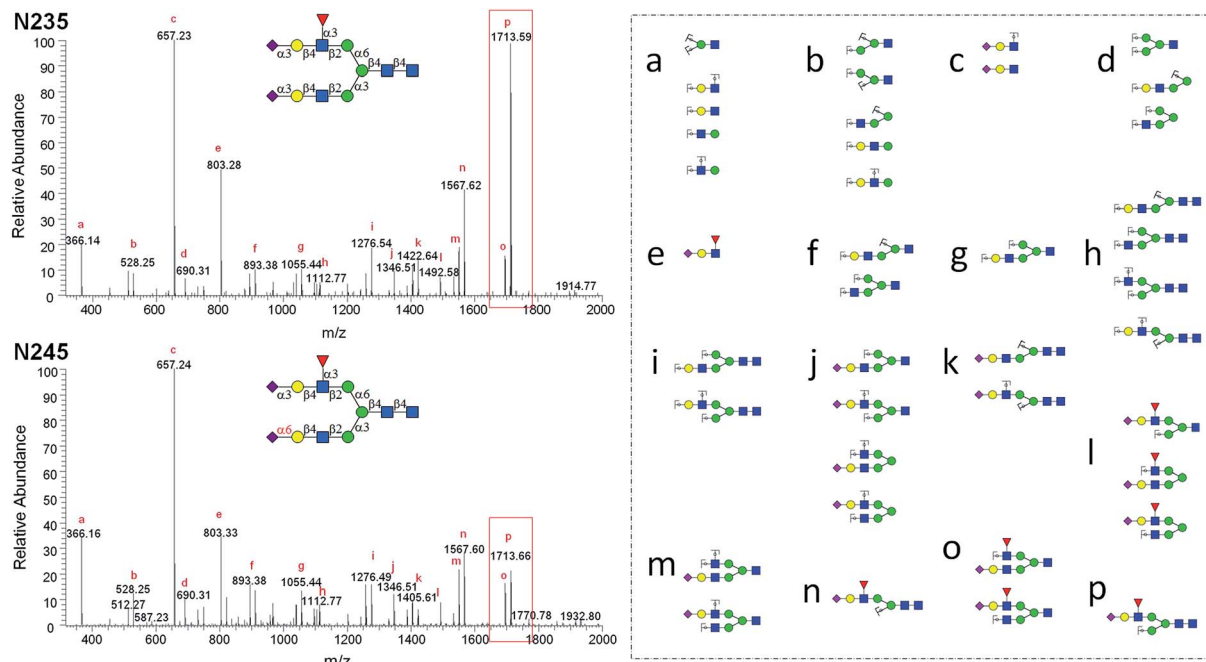 N235
Relative Abundance
100
90
80
70
60
50
40
30
20
10
0
400
600
800
1000
1200
1400
1600
1800
2000
m/z
a
366.14
b
528.25
c
657.23
d
690.31
e
803.28
f
893.38
g
1055.44
h
1112.77
i
1276.54
j
1346.51
k
1422.64
l
1492.58
m
n
1567.62
o
p
1713.59
1914.77
α3
α3 β4 β2 α6
β4 β4
α3 β4 β2 α3
N245
Relative Abundance
100
90
80
70
60
50
40
30
20
10
0
400
600
800
1000
1200
1400
1600
1800
2000
m/z
a
366.16
b
528.25
512.27
587.23
c
657.24
d
690.31
e
803.33
f
893.38
g
1055.44
h
1112.77
i
1276.49
j
1346.51
k
1405.61
l
m
n
1567.60
o
p
1713.66
1770.78
1932.80
α3
α3 β4 β2 α6
β4 β4
α6 β4 β2 α3
a
b
c
d
e
f
g
h
i
j
k
l
m
n
o
p